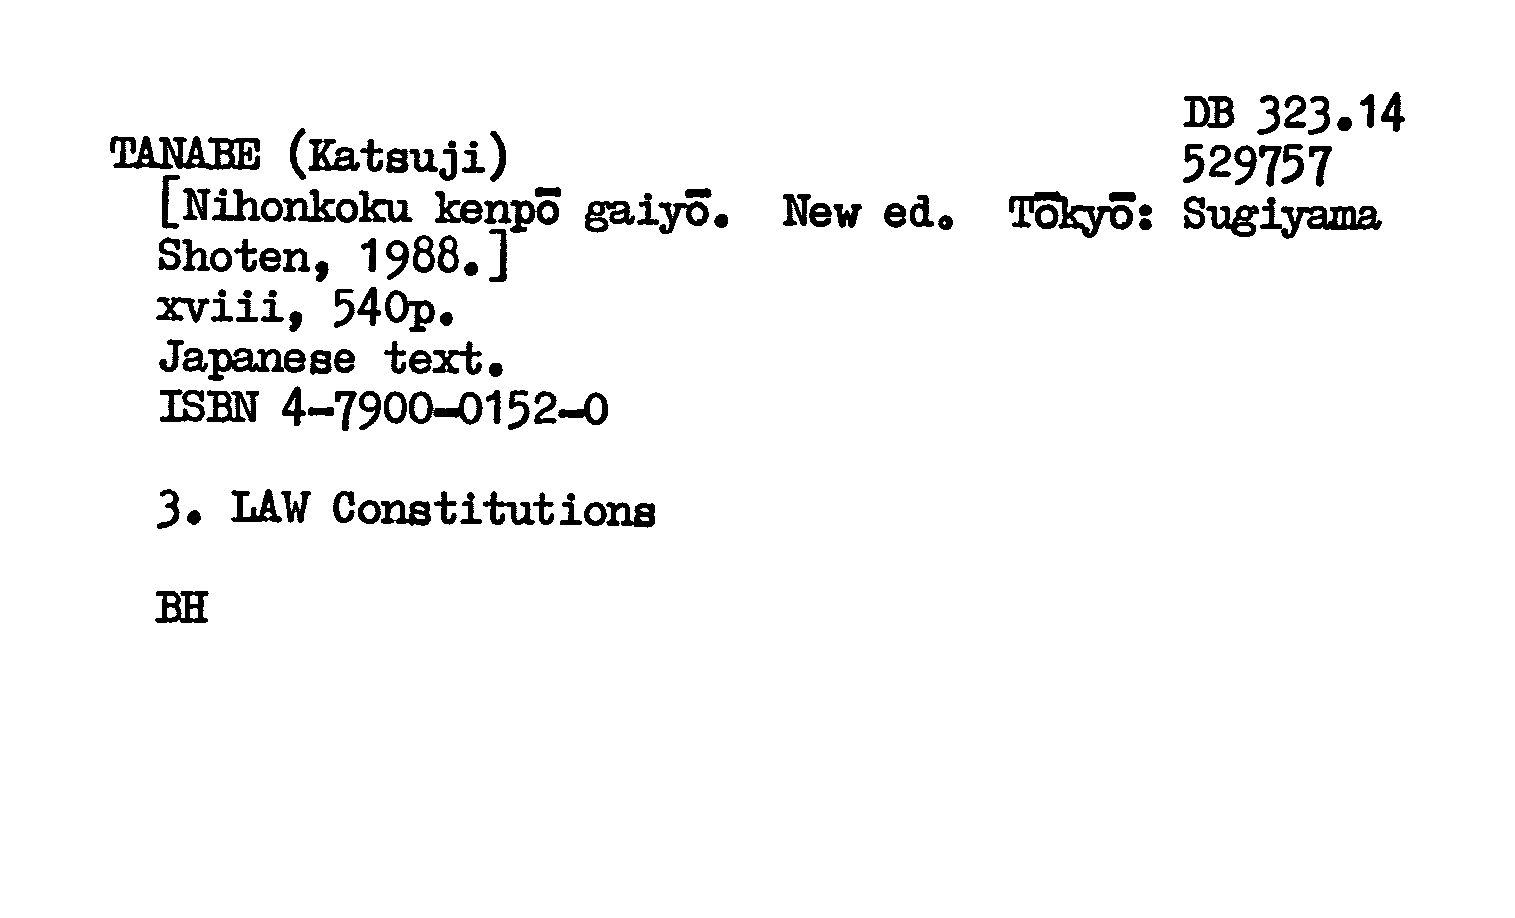 DB 323.14
TANABE (Katsuji)
529757
[Nihonkoku kenpō gaiyō. New ed. Tōkyō: Sugiyama
Shoten, 1988.]
xviii, 540p.
Japanese text.
ISBN 4-7900-0152-0
3. LAW Constitutions
BH